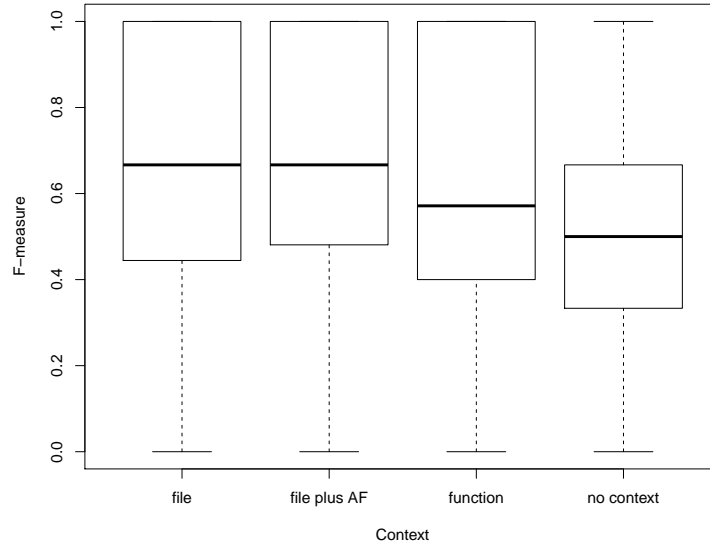 1.0
0.8
0.6
0.4
0.2
0.0
F−measure
file
file plus AF
function
no context
Context